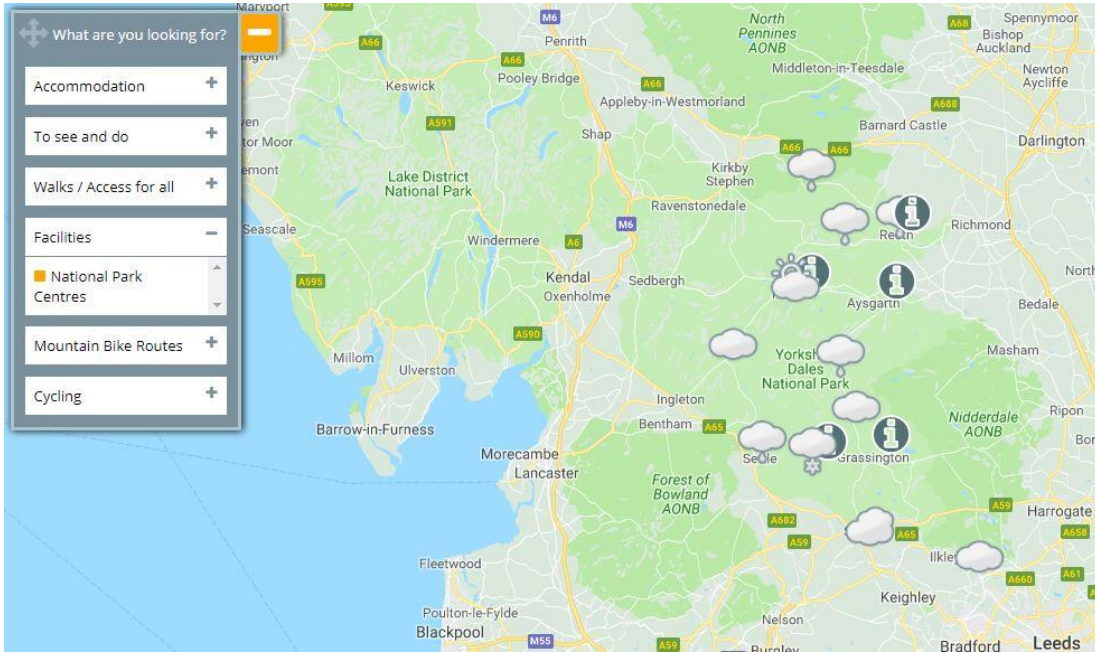 What are you looking for?
Accommodation
To see and do
Walks / Access for all
Facilities
National Park
Centres
Mountain Bike Routes
Cycling
Maryport
A595
A66
M6
Penrith
North
Pennines
AONB
A68
Spennymoor
Bishop
Auckland
Newton
Aycliffe
Keswick
A66
Pooley Bridge
A66
Middleton-in-Teesdale
Appleby-in-Westmorland
A688
Barnard Castle
A591
Shap
A66
A66
Darlington
Lake District
National Park
Kirkby
Stephen
Ravenstonedale
M6
Richmond
Seascale
Windermere
A6
A595
Kendal
Oxenholme
Sedbergh
Aysgarth
Bedale
A590
Millom
Ulverston
Dales
National Park
Masham
Ingleton
Bentham
A65
Nidderdale
AONB
Ripon
Barrow-in-Furness
Morecambe
Lancaster
Grassington
Forest of
Bowland
AONB
A682
A59
A59
A65
Harrogate
A658
Fleetwood
A660
A61
Keighley
Poulton-le-Fylde
Blackpool
M55
A59
Nelson
Burnley
Bradford
Leeds